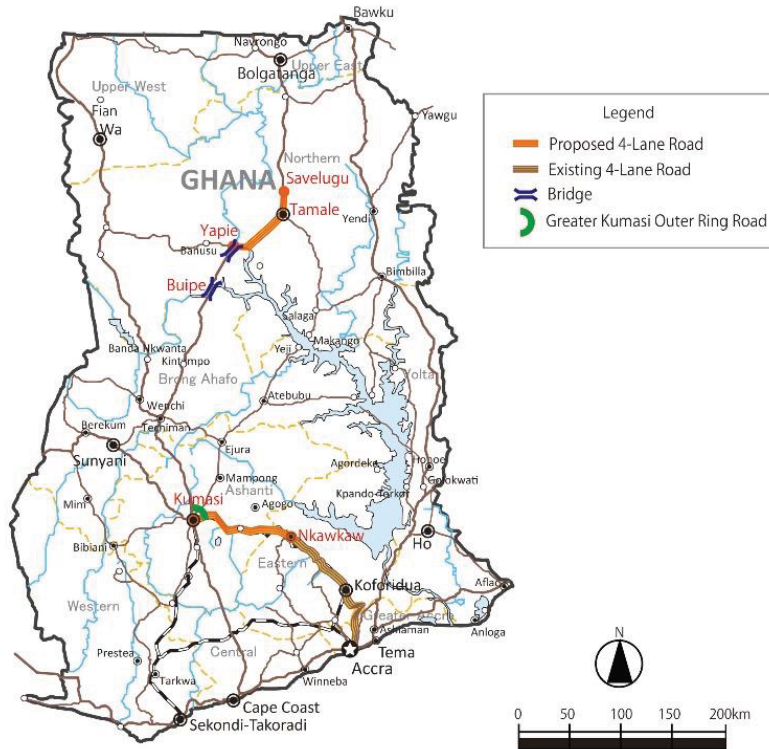 Bawku
Navrongo
Bolgatanga
Upper East
Upper West
Fian
Wa
Yawgu
Northern
GHANA
Savelugu
Tamale
Yendi
Yapie
Banusu
Buipe
Bimbilla
Salaga
Makango
Yeji
Banda Nkwanta
Kintampo
Brong Ahafo
Volta
Atebubu
Wenchi
Techiman
Berekum
Sunyani
Ejura
Hohoe
Agordeke
Golokwati
Mampong
Ashanti
Kpando-Torkor
Kumasi
Agogo
Mim
Nkawkaw
Ho
Bibiani
Eastern
Koforidua
Aflao
Western
Greater Accra
Anloga
Ashiaman
Tema
Accra
Prestea
Central
Tarkwa
Winneba
Cape Coast
Sekondi-Takoradi
Legend
Proposed 4-Lane Road
Existing 4-Lane Road
Bridge
Greater Kumasi Outer Ring Road
N
0 50 100 150 200km